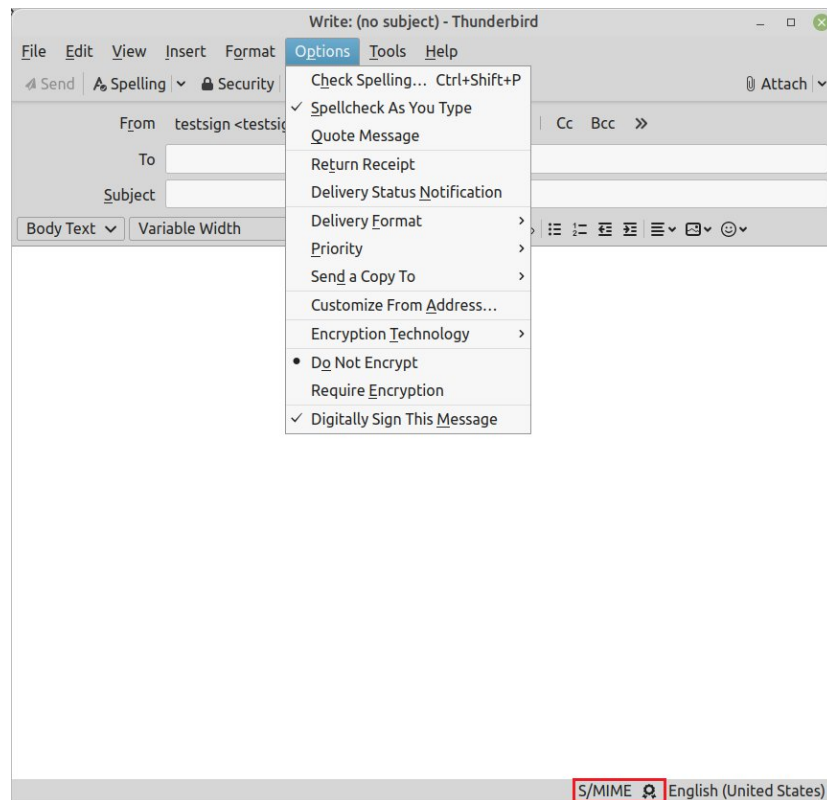 Write: (no subject) - Thunderbird
File Edit View Insert Format Options Tools Help
Send Spelling Security Attach
From testsign <testsig Cc Bcc
To
Subject
Body Text Variable Width
Check Spelling... Ctrl+Shift+P
Spellcheck As You Type
Quote Message
Return Receipt
Delivery Status Notification
Delivery Format
Priority
Send a Copy To
Customize From Address...
Encryption Technology
Do Not Encrypt
Require Encryption
Digitally Sign This Message
S/MIME English (United States)